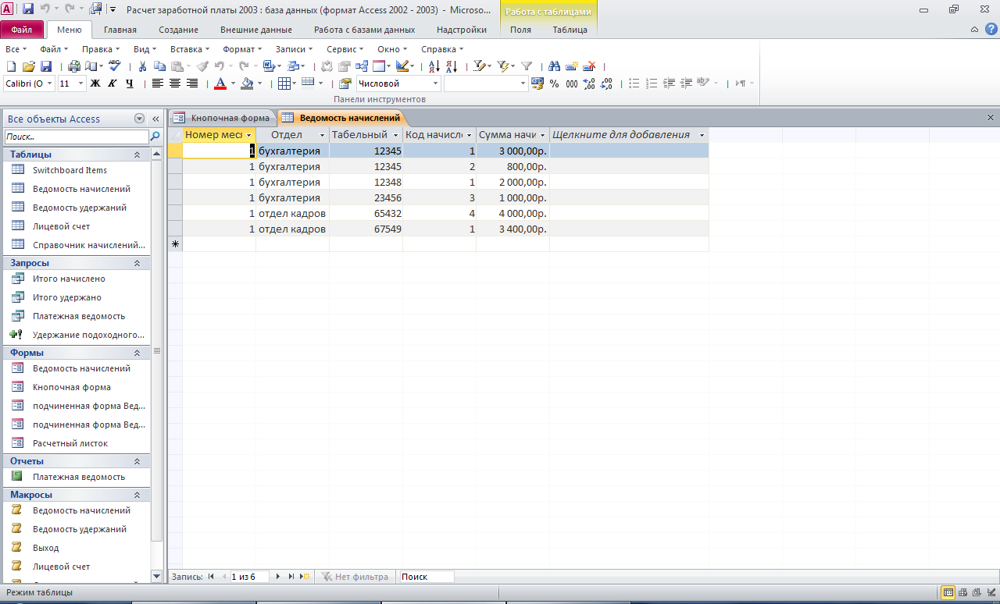 Расчет заработной платы 2003 : база данных (формат Access 2002 - 2003) - Microso...
Работа с таблицами
Файл Меню Главная Создание Внешние данные Работа с базами данных Надстройки Поля Таблица
Все Файл Правка Вид Вставка Формат Записи Сервис Окно Справка
Calibri (О 11 Ж К Ч А Числовой % 000
Панели инструментов
Все объекты Access
Поиск...
Таблицы
Switchboard Items
Ведомость начислений
Ведомость удержаний
Лицевой счет
Справочник начислений...
Запросы
Итого начислено
Итого удержано
Платежная ведомость
Удержание подоходного...
Формы
Ведомость начислений
Кнопочная форма
подчиненная форма Вед...
подчиненная форма Вед...
Расчетный листок
Отчеты
Платежная ведомость
Макросы
Ведомость начислений
Ведомость удержаний
Выход
Лицевой счет
Кнопочная форма Ведомость начислений
Номер меся Отдел Табельный Код начисле Сумма начи Щелкните для добавления
1 бухгалтерия 12345 1 3 000,00р.
1 бухгалтерия 12345 2 800,00р.
1 бухгалтерия 12348 1 2 000,00р.
1 бухгалтерия 23456 3 1 000,00р.
1 отдел кадров 65432 4 4 000,00р.
1 отдел кадров 67549 1 3 400,00р.
Запись: 1 из 6 Нет фильтра Поиск
Режим таблицы